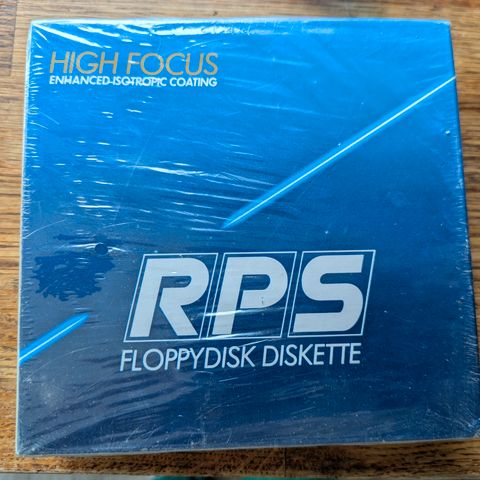 HIGH FOCUS
ENHANCED ISOTROPIC COATING
RPS
FLOPPYDISK DISKETTE